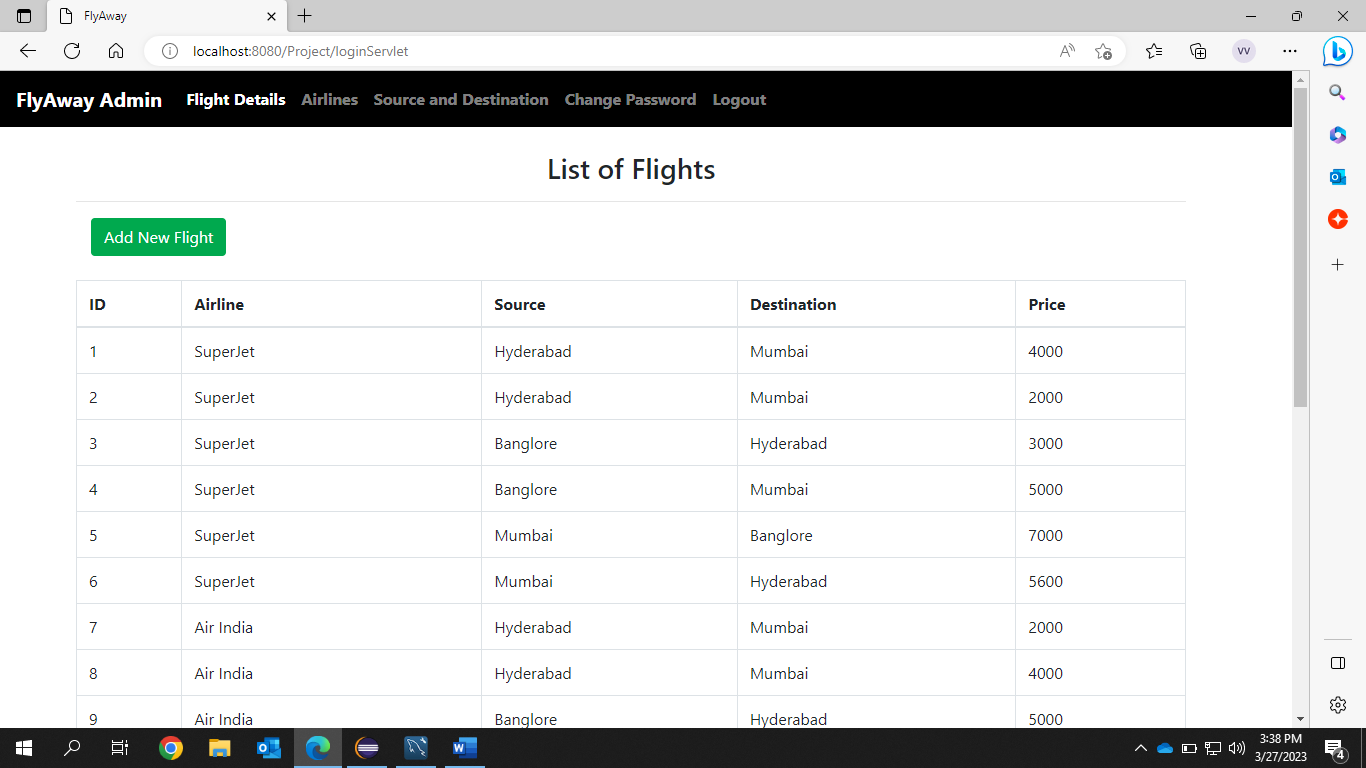 FlyAway
localhost:8080/Project/loginServlet
A
VV
FlyAway Admin Flight Details Airlines Source and Destination Change Password Logout
List of Flights
Add New Flight
ID Airline Source Destination Price
1 SuperJet Hyderabad Mumbai 4000
2 SuperJet Hyderabad Mumbai 2000
3 SuperJet Banglore Hyderabad 3000
4 SuperJet Banglore Mumbai 5000
5 SuperJet Mumbai Banglore 7000
6 SuperJet Mumbai Hyderabad 5600
7 Air India Hyderabad Mumbai 2000
8 Air India Hyderabad Mumbai 4000
9 Air India Banglore Hyderabad 5000
3:38 PM
3/27/2023
4